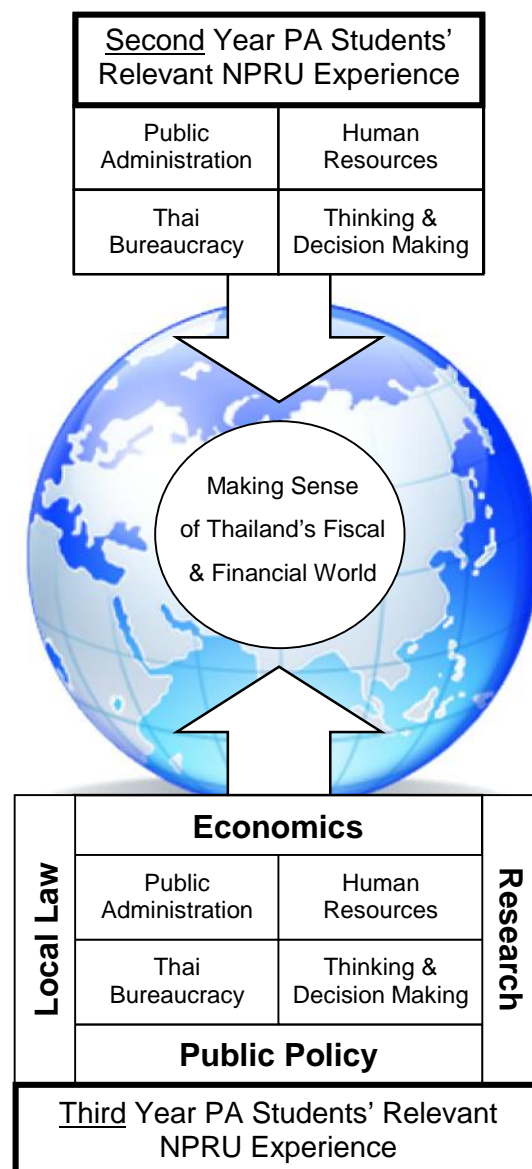 Second Year PA Students’
Relevant NPRU Experience
Public
Administration
Human
Resources
Thai
Bureaucracy
Thinking &
Decision Making
Making Sense
of Thailand’s Fiscal
& Financial World
Local Law
Economics
Public
Administration
Human
Resources
Thai
Bureaucracy
Thinking &
Decision Making
Public Policy
Research
Third Year PA Students’ Relevant
NPRU Experience